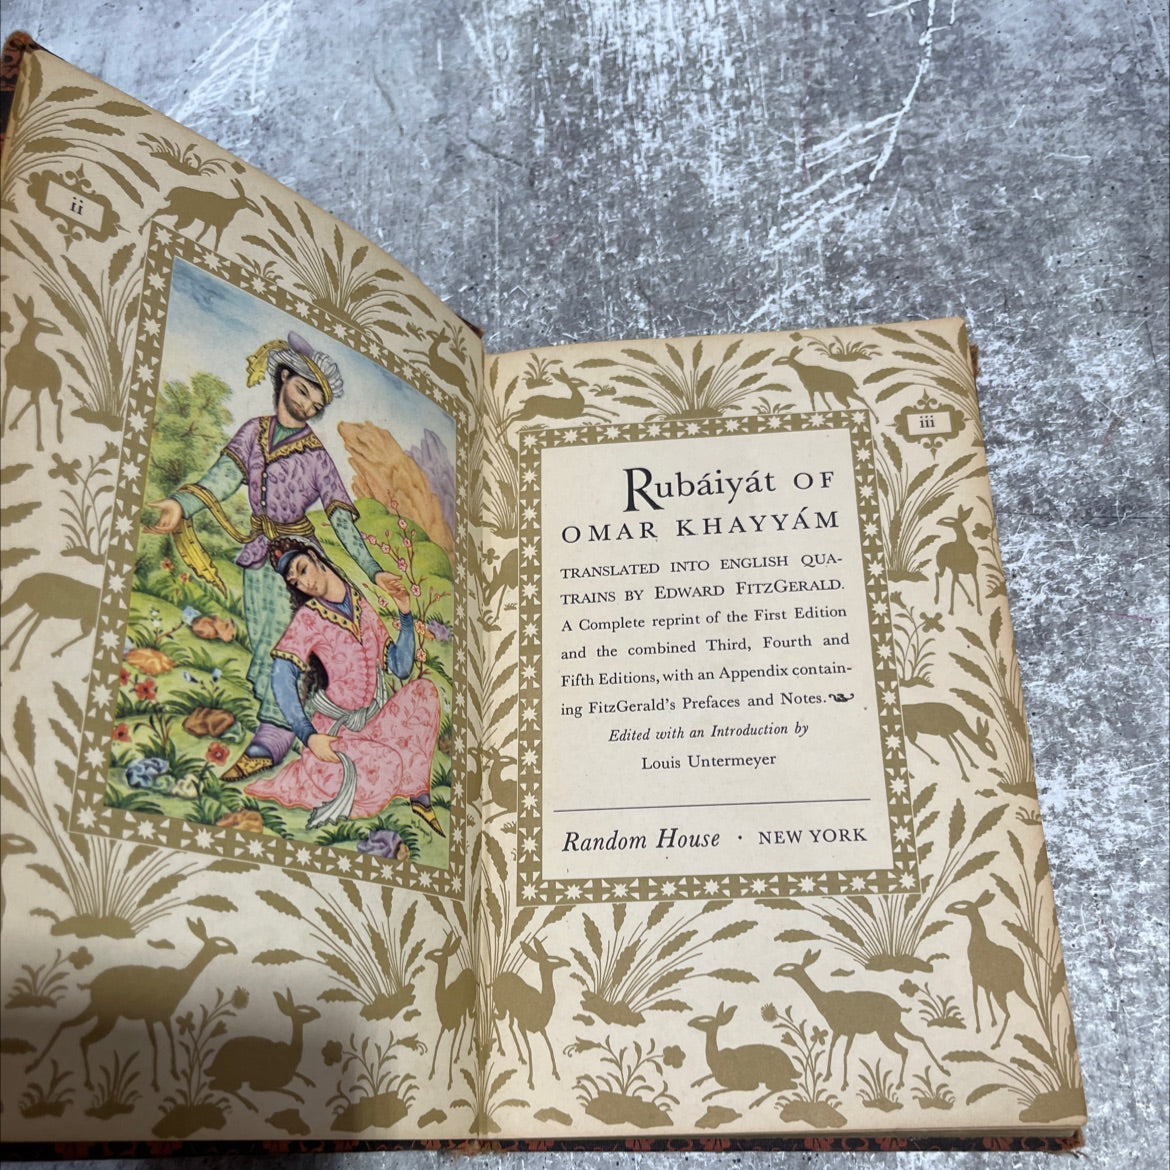 ii
iii
Rubáiyát OF
OMAR KHAYYÁM
TRANSLATED INTO ENGLISH QUA-
TRAINS BY EDWARD FITZGERALD.
A Complete reprint of the First Edition
and the combined Third, Fourth and
Fifth Editions, with an Appendix contain-
ing FitzGerald's Prefaces and Notes.
Edited with an Introduction by
Louis Untermeyer
Random House · NEW YORK